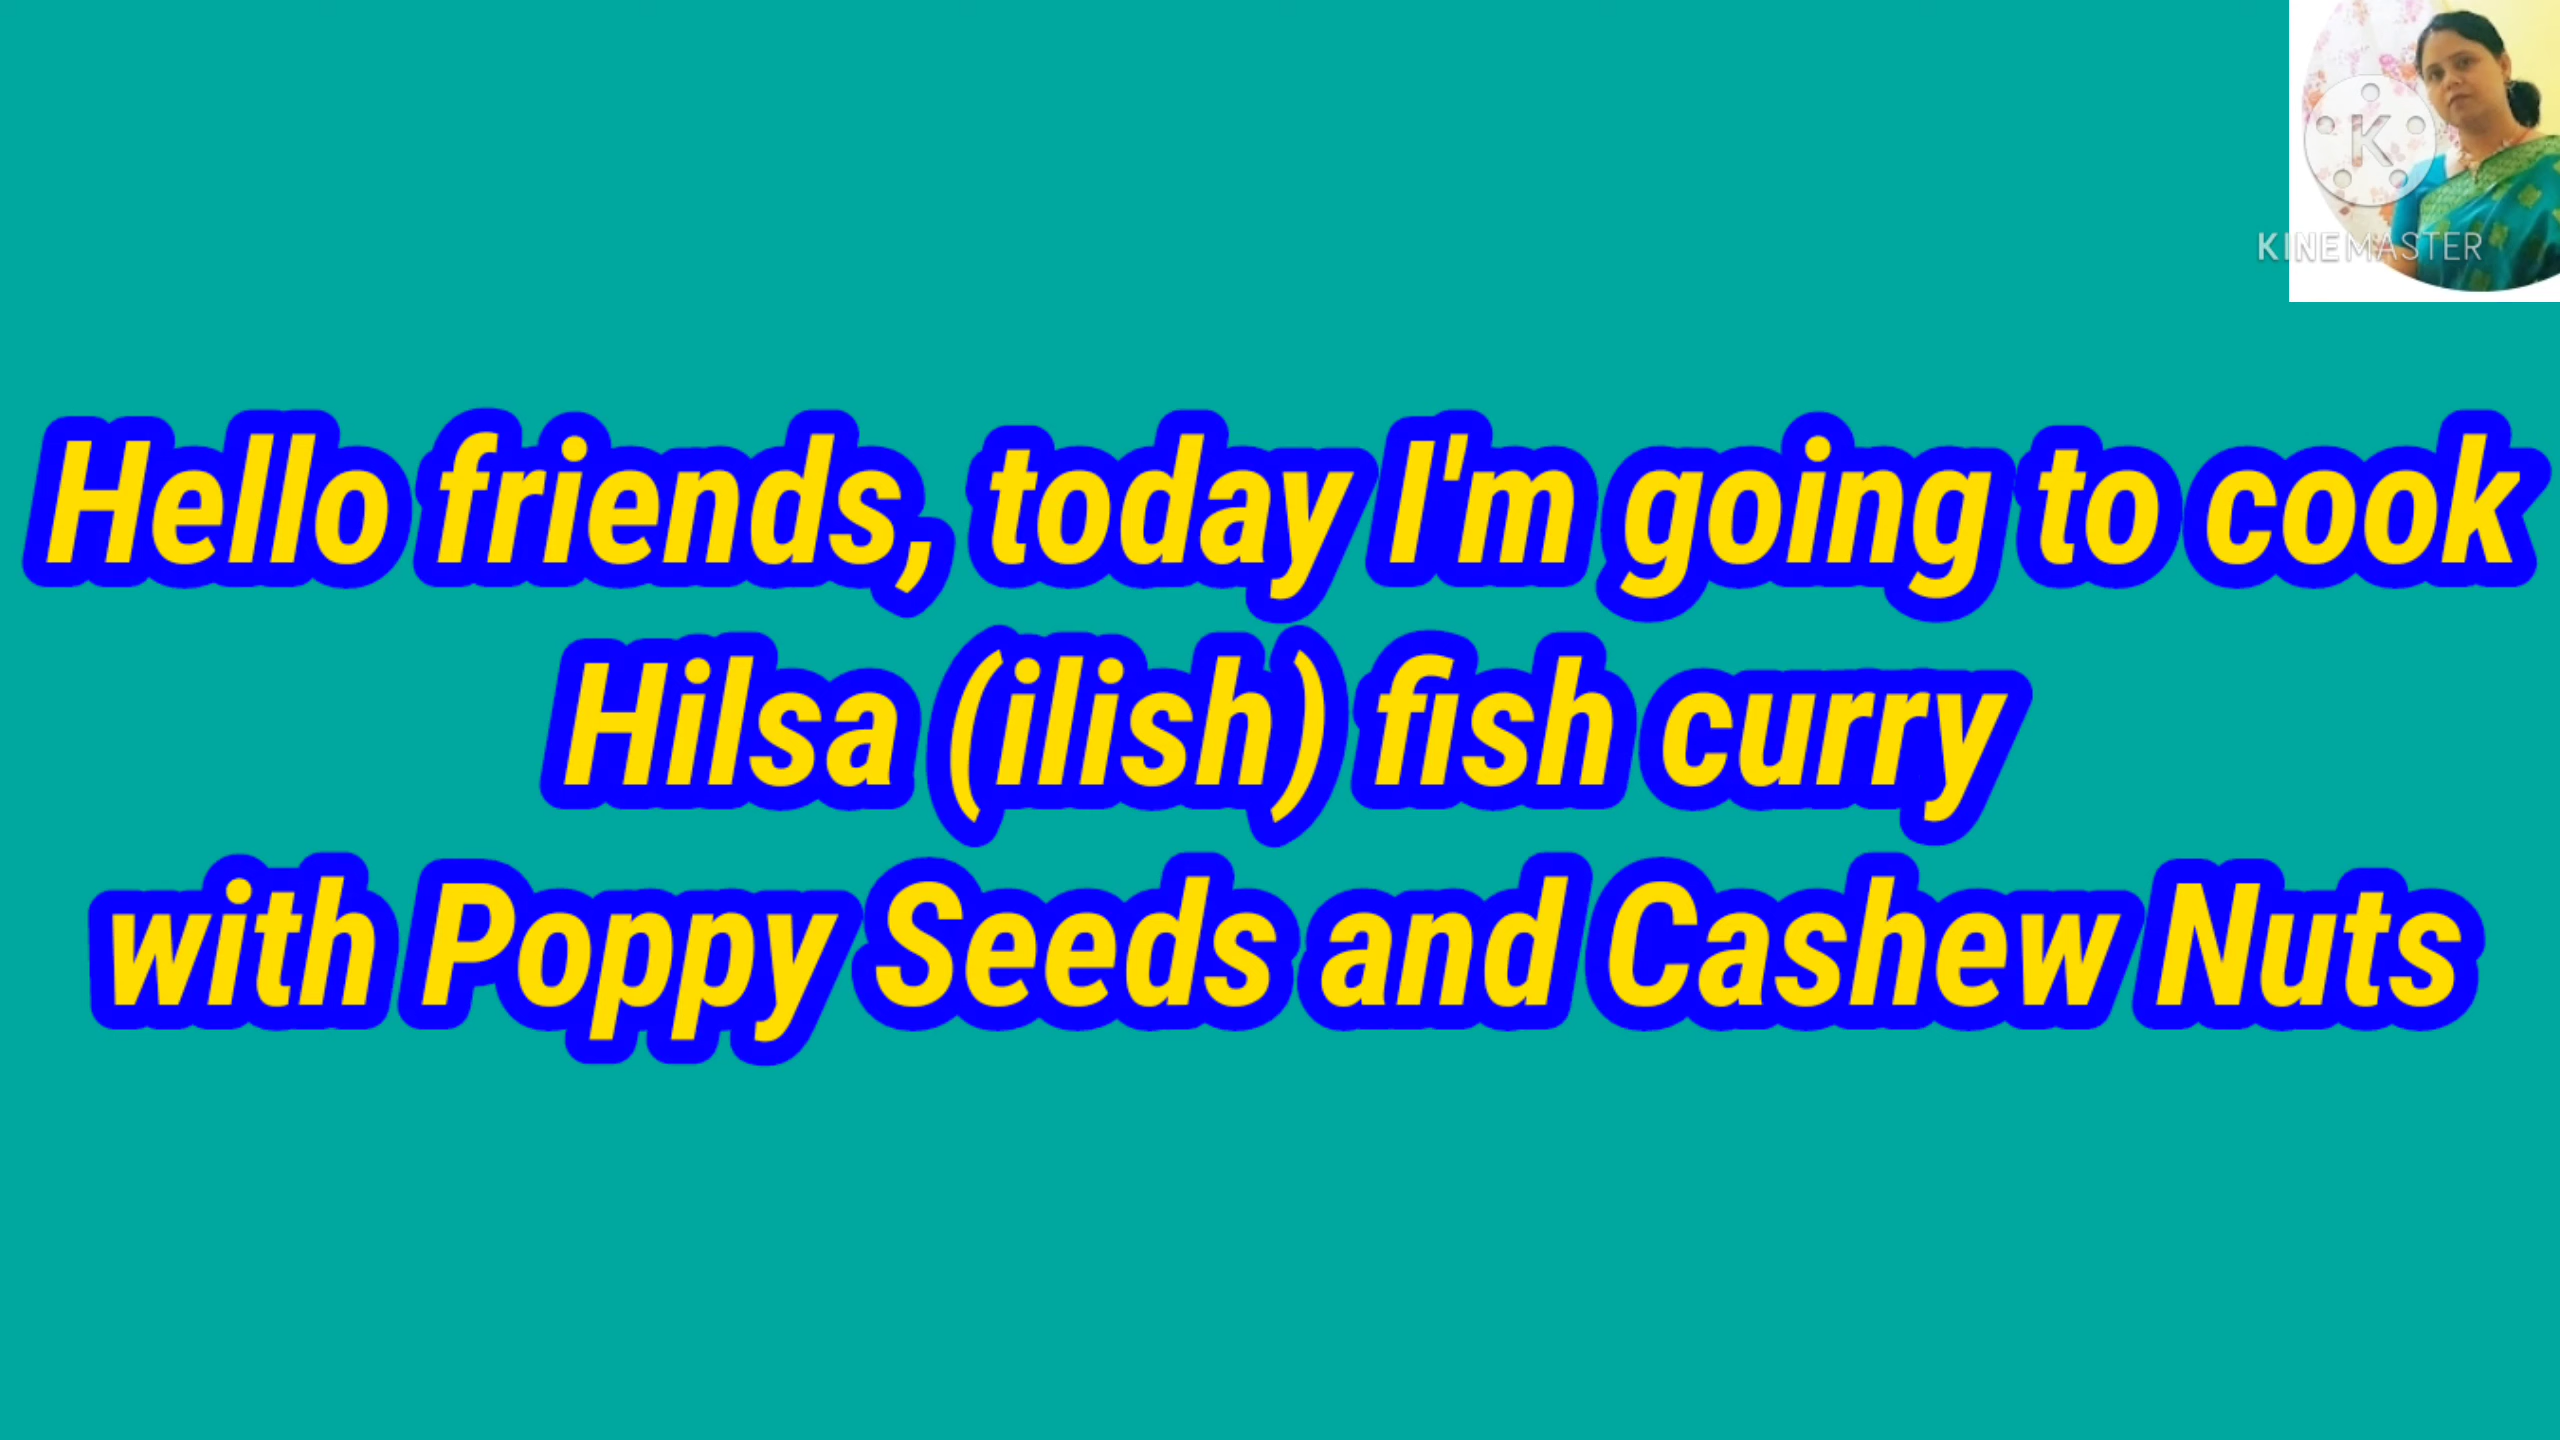 K
KINEMASTER
Hello friends, today I'm going to cook
Hilsa (ilish) fish curry
with Poppy Seeds and Cashew Nuts